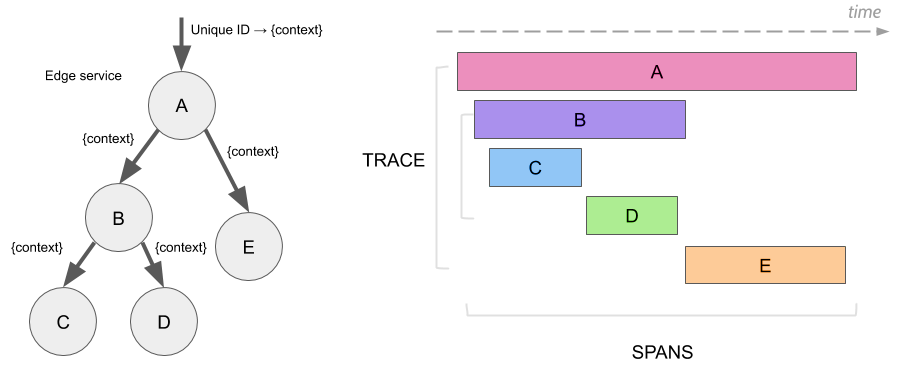 Unique ID → {context}
Edge service
A
{context}
{context}
B
E
{context}
{context}
C
D
time
A
B
TRACE
C
D
E
SPANS